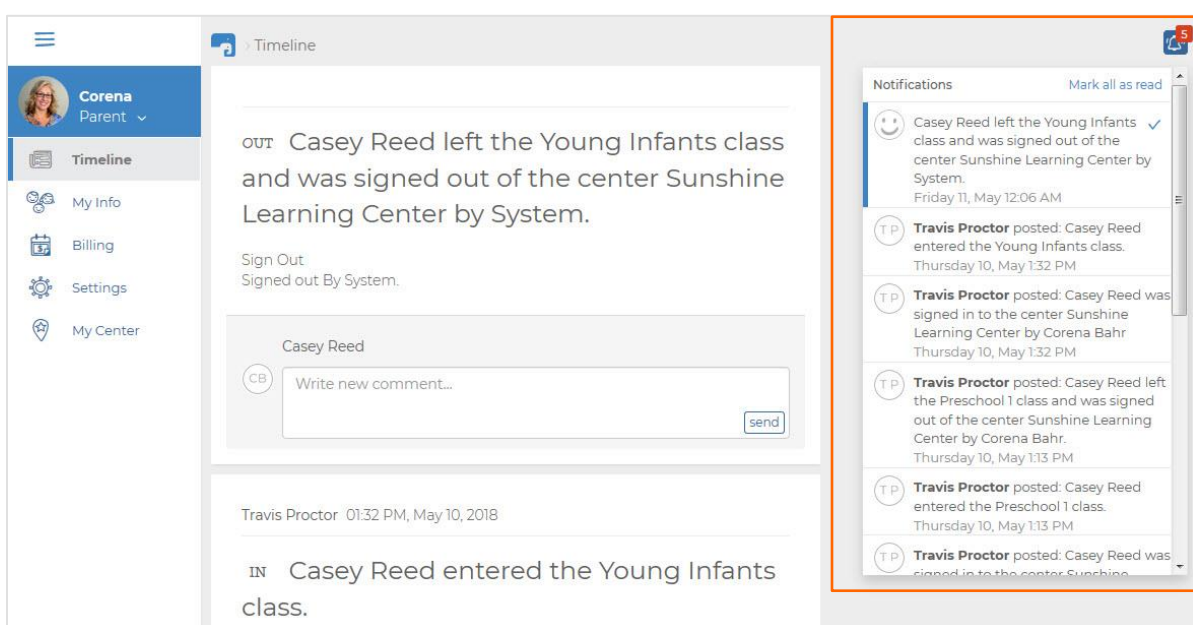 Timeline
5
Corena
Parent
Timeline
My Info
Billing
Settings
My Center
OUT Casey Reed left the Young Infants class
and was signed out of the center Sunshine
Learning Center by System.
Sign Out
Signed out By System.
Casey Reed
CB
Write new comment...
send
Travis Proctor 01:32 PM, May 10, 2018
IN Casey Reed entered the Young Infants
class.
Notifications Mark all as read
Casey Reed left the Young Infants
class and was signed out of the
center Sunshine Learning Center by
System.
Friday 11, May 12:06 AM
TP Travis Proctor posted: Casey Reed
entered the Young Infants class.
Thursday 10, May 1:32 PM
TP Travis Proctor posted: Casey Reed was
signed in to the center Sunshine
Learning Center by Corena Bahr
Thursday 10, May 1:32 PM
TP Travis Proctor posted: Casey Reed left
the Preschool 1 class and was signed
out of the center Sunshine Learning
Center by Corena Bahr.
Thursday 10, May 1:13 PM
TP Travis Proctor posted: Casey Reed
entered the Preschool 1 class.
Thursday 10, May 1:13 PM
TP Travis Proctor posted: Casey Reed was
signed in to the center Sunshine